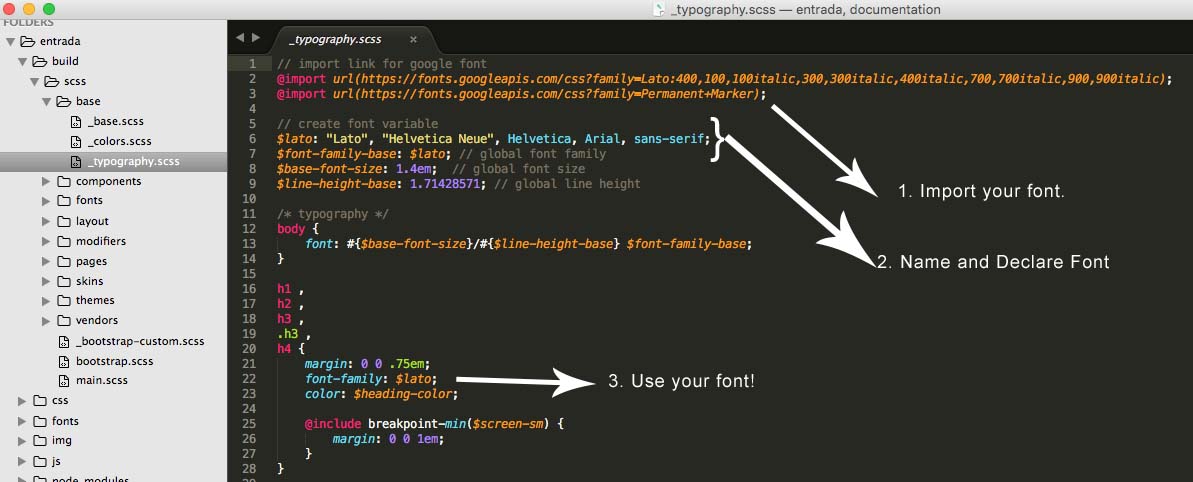 _typography.scss — entrada, documentation
FOLDERS
entrada
build
scss
base
_base.scss
_colors.scss
_typography.scss
components
fonts
layout
modifiers
pages
skins
themes
vendors
_bootstrap-custom.scss
bootstrap.scss
main.scss
css
fonts
img
js
node_modules
_typography.scss ×
1 // import link for google font
2 @import url(https://fonts.googleapis.com/css?family=Lato:400,100,100italic,300,300italic,400italic,700,700italic,900,900italic);
3 @import url(https://fonts.googleapis.com/css?family=Permanent+Marker);
4
5 // create font variable
6 $lato: "Lato", "Helvetica Neue", Helvetica, Arial, sans-serif;
7 $font-family-base: $lato; // global font family
8 $base-font-size: 1.4em;  // global font size
9 $line-height-base: 1.71428571; // global line height
10
11 /* typography */
12 body {
13     font: #{$base-font-size}/#{$line-height-base} $font-family-base;
14 }
15
16 h1 ,
17 h2 ,
18 h3 ,
19 .h3 ,
20 h4 {
21     margin: 0 0 .75em;
22     font-family: $lato;
23     color: $heading-color;
24
25     @include breakpoint-min($screen-sm) {
26         margin: 0 0 1em;
27     }
28 }
1. Import your font.
2. Name and Declare Font
3. Use your font!